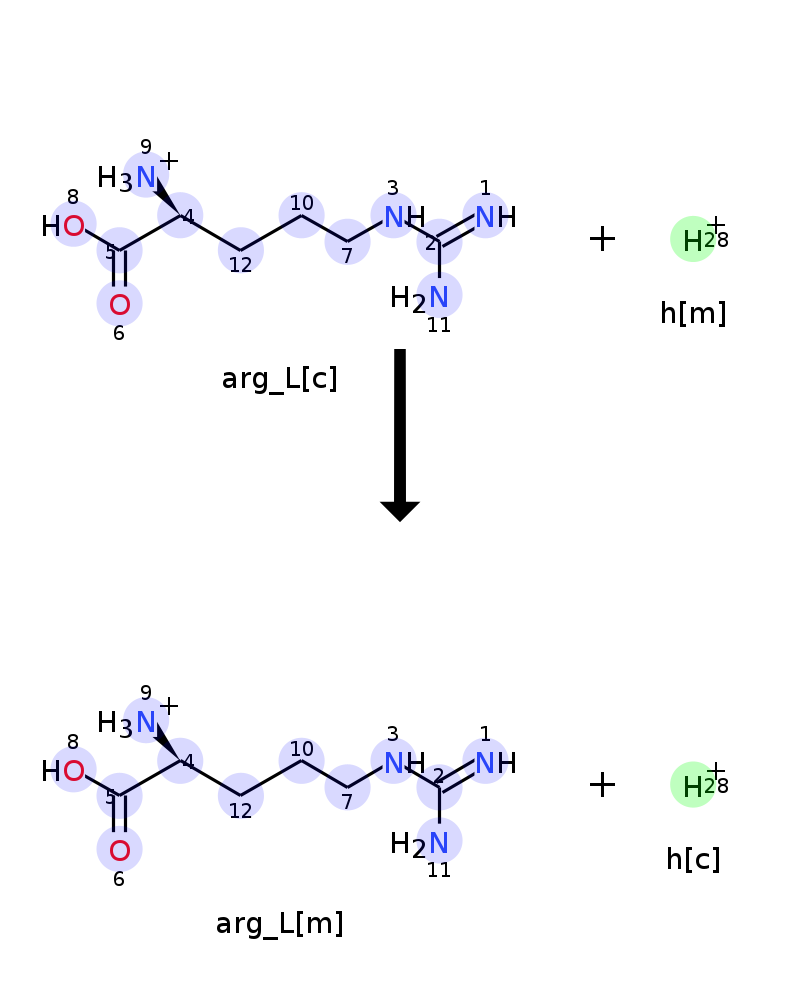 9
H3N+
8
HO
4
5
O
6
12
10
7
3
NH
2
1
NH
H2N
11
+
H+
28
h[m]
arg_L[c]
9
H3N+
8
HO
4
5
O
6
12
10
7
3
NH
2
1
NH
H2N
11
+
H+
28
h[c]
arg_L[m]